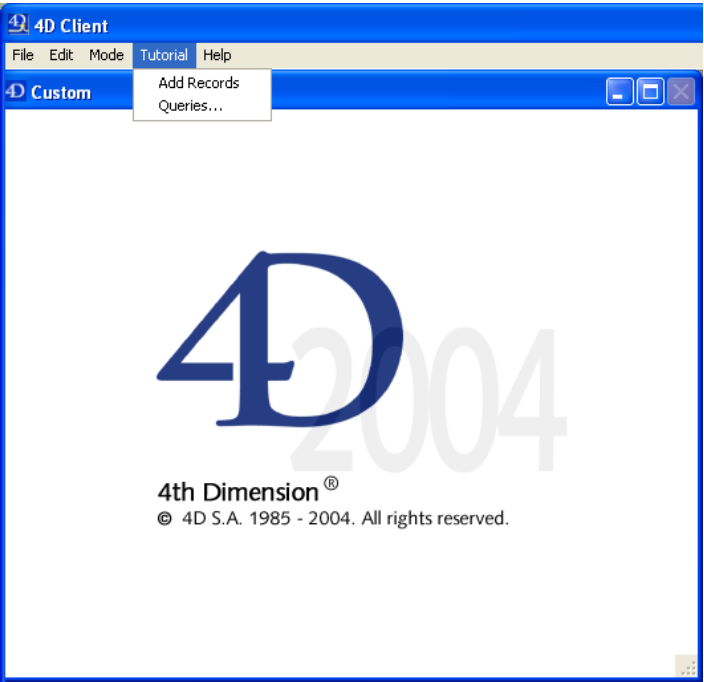 4D Client
File Edit Mode Tutorial Help
Add Records
Queries...
4D Custom
4D
2004
4th Dimension ®
© 4D S.A. 1985 - 2004. All rights reserved.